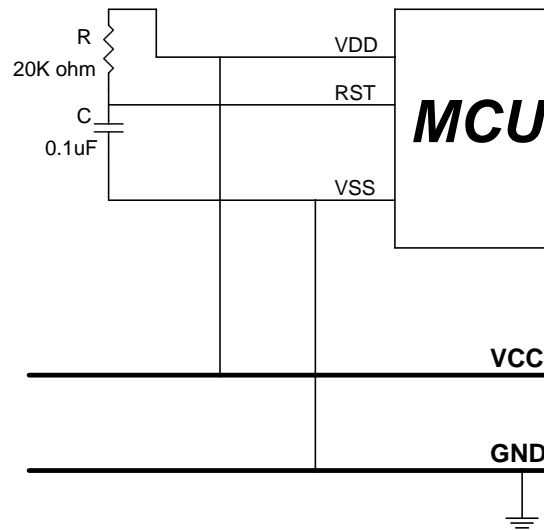 R
20K ohm
C
0.1uF
VDD
RST
VSS
MCU
VCC
GND